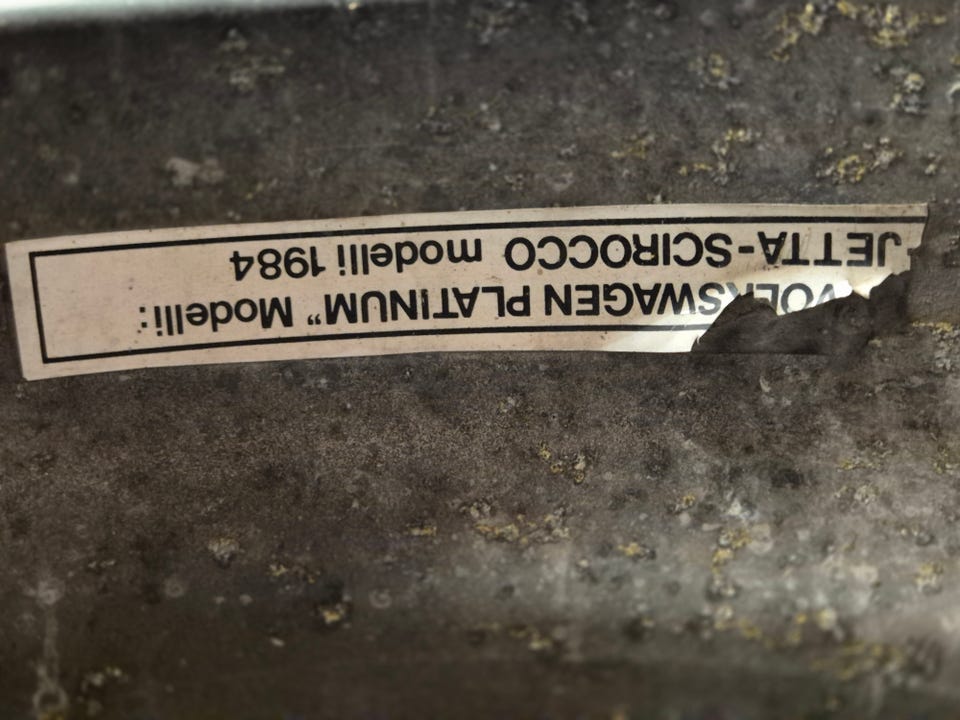 VOLKSWAGEN PLATINUM" Modelli:
JETTA-SCIROCCO modelli 1984